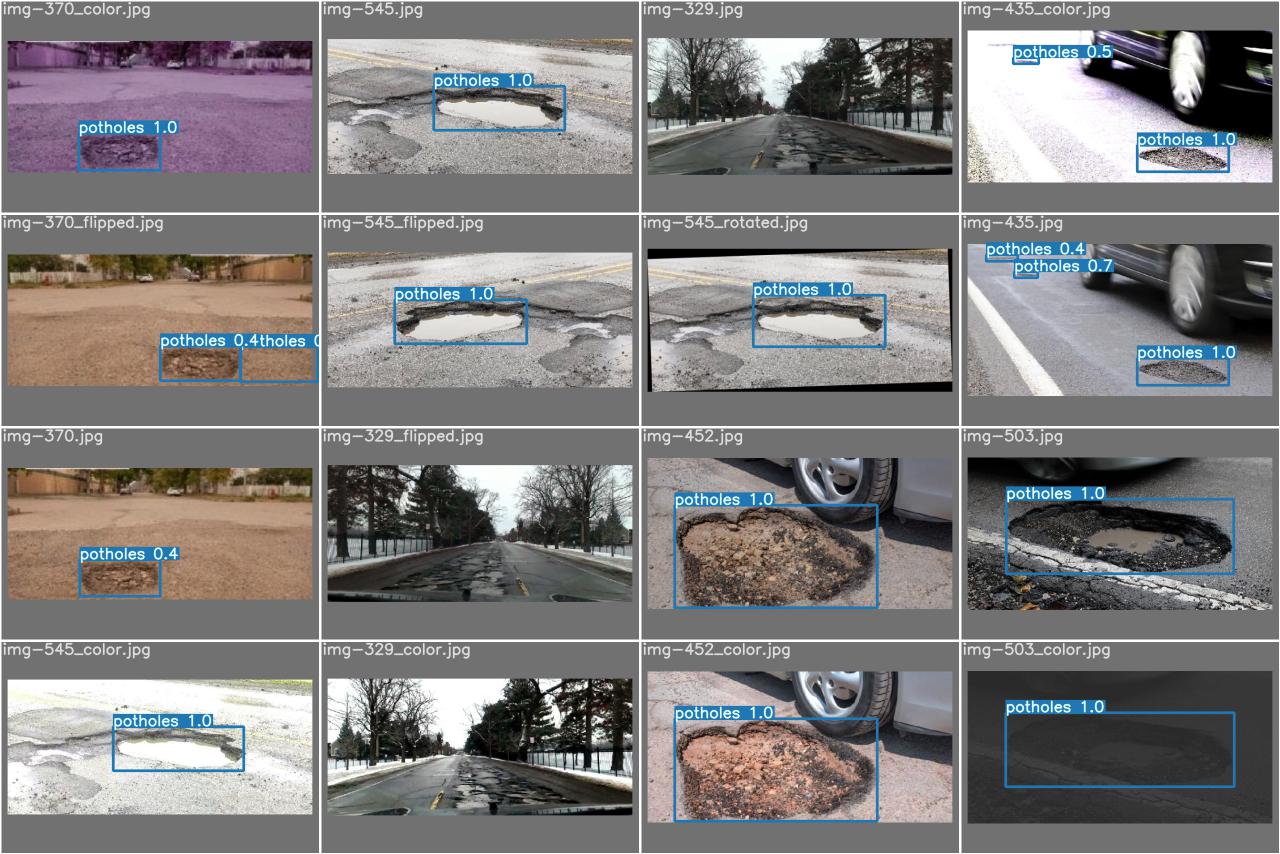 img-370_color.jpg
potholes 1.0
img-545.jpg
potholes 1.0
img-329.jpg
img-435_color.jpg
potholes 0.5
potholes 1.0
img-370_flipped.jpg
potholes 0.4tholes 0
img-545_flipped.jpg
potholes 1.0
img-545_rotated.jpg
potholes 1.0
img-435.jpg
potholes 0.4
potholes 0.7
potholes 1.0
img-370.jpg
potholes 0.4
img-329_flipped.jpg
img-452.jpg
potholes 1.0
img-503.jpg
potholes 1.0
img-545_color.jpg
potholes 1.0
img-329_color.jpg
img-452_color.jpg
potholes 1.0
img-503_color.jpg
potholes 1.0